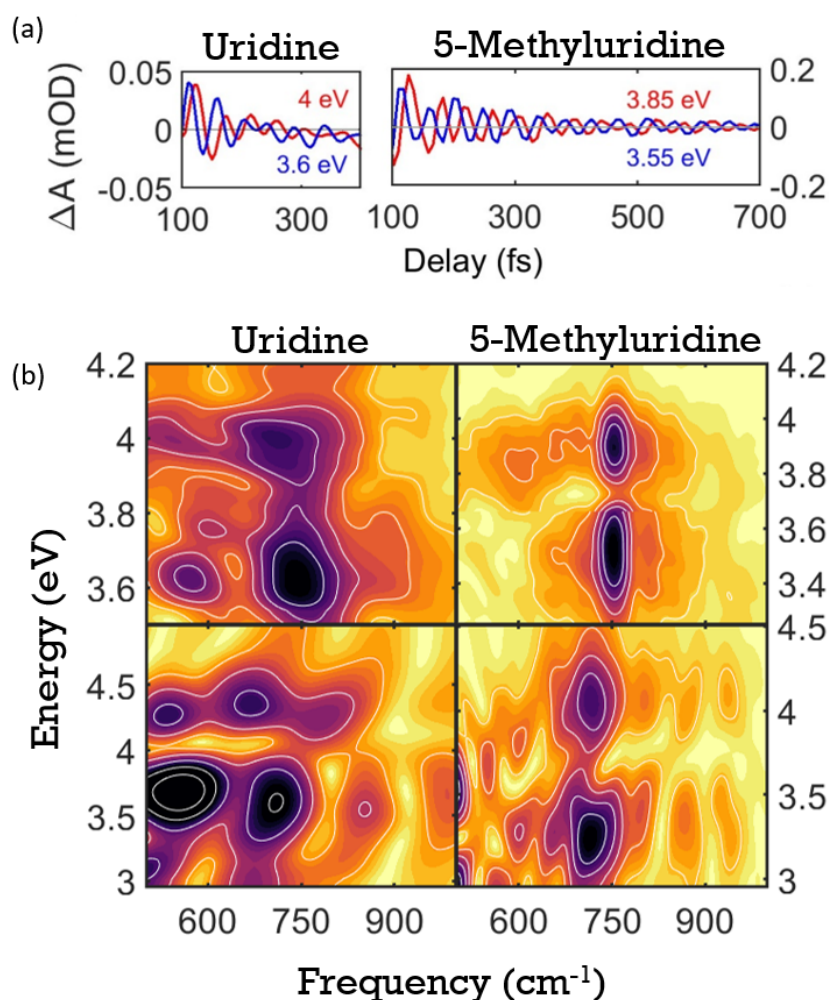 (a)
Uridine 5-Methyluridine
ΔA (mOD)
0.05
0
-0.05
4 eV
3.6 eV
3.85 eV
3.55 eV
0.2
0
-0.2
100 300 100 300 500 700
Delay (fs)
(b)
Uridine 5-Methyluridine
Energy (eV)
4.2
4
3.8
3.6
4.2
4
3.8
3.6
3.4
4.5
4
3.5
3
4.5
4
3.5
3
600 750 900 600 750 900
Frequency (cm-1)